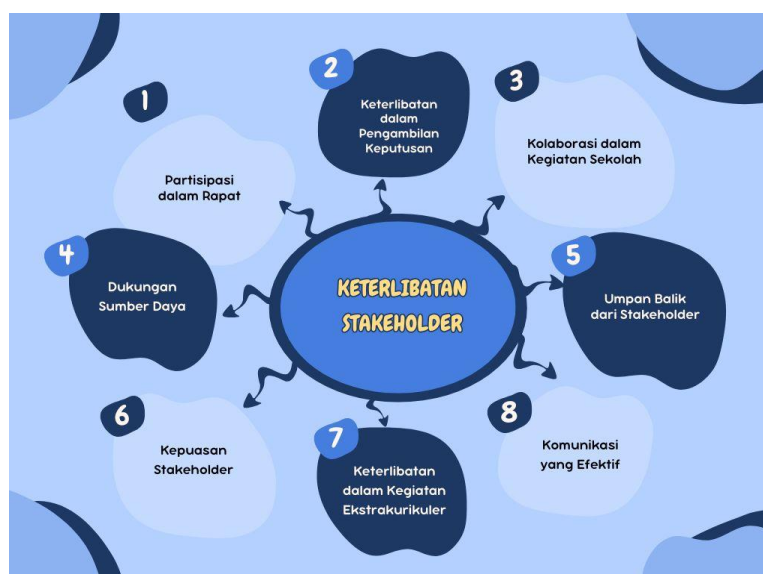 1
Partisipasi
dalam Rapat
2
Keterlibatan
dalam
Pengambilan
Keputusan
3
Kolaborasi dalam
Kegiatan Sekolah
4
Dukungan
Sumber Daya
KETERLIBATAN
STAKEHOLDER
5
Umpan Balik
dari Stakeholder
6
Kepuasan
Stakeholder
7
Keterlibatan
dalam Kegiatan
Ekstrakurikuler
8
Komunikasi
yang Efektif